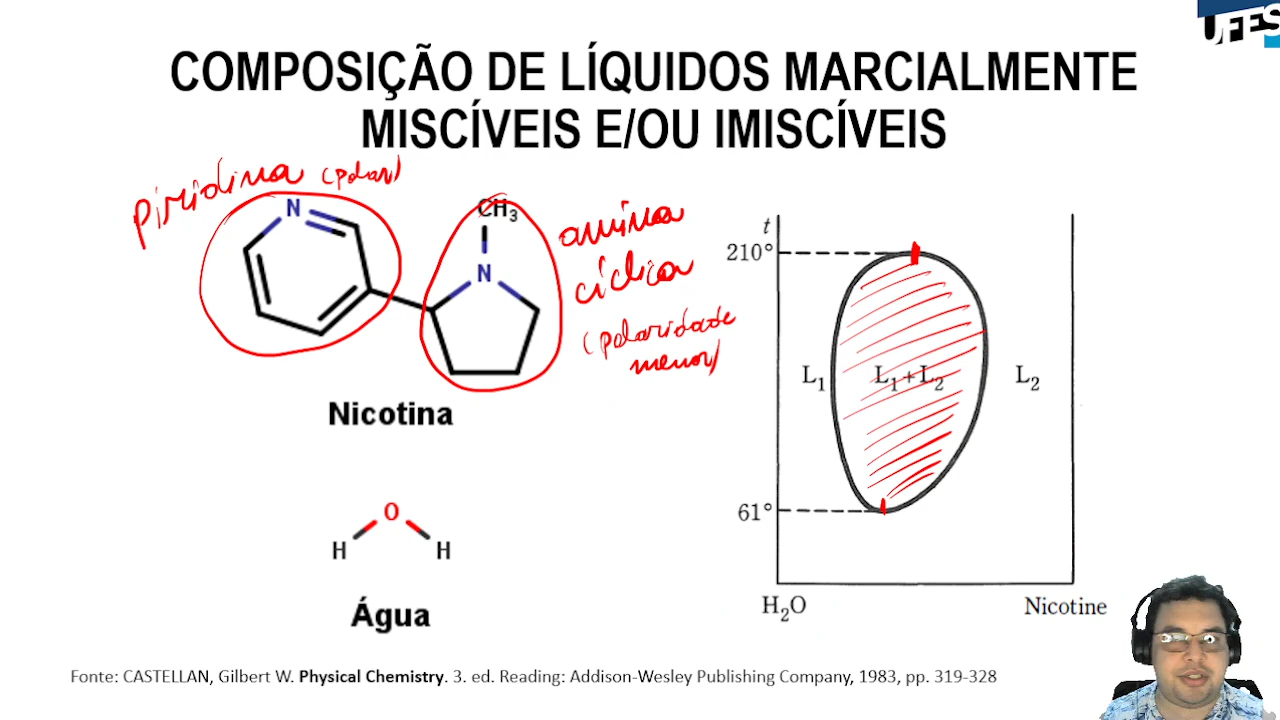 UFES
COMPOSIÇÃO DE LÍQUIDOS MARCIALMENTE
MISCÍVEIS E/OU IMISCÍVEIS
piridina (polar)
N
CH3
N
amina
cíclica
(polaridade
menor)
Nicotina
O
H H
Água
t
210°
L1 L1+L2 L2
61°
H2O Nicotine
Fonte: CASTELLAN, Gilbert W. Physical Chemistry. 3. ed. Reading: Addison-Wesley Publishing Company, 1983, pp. 319-328